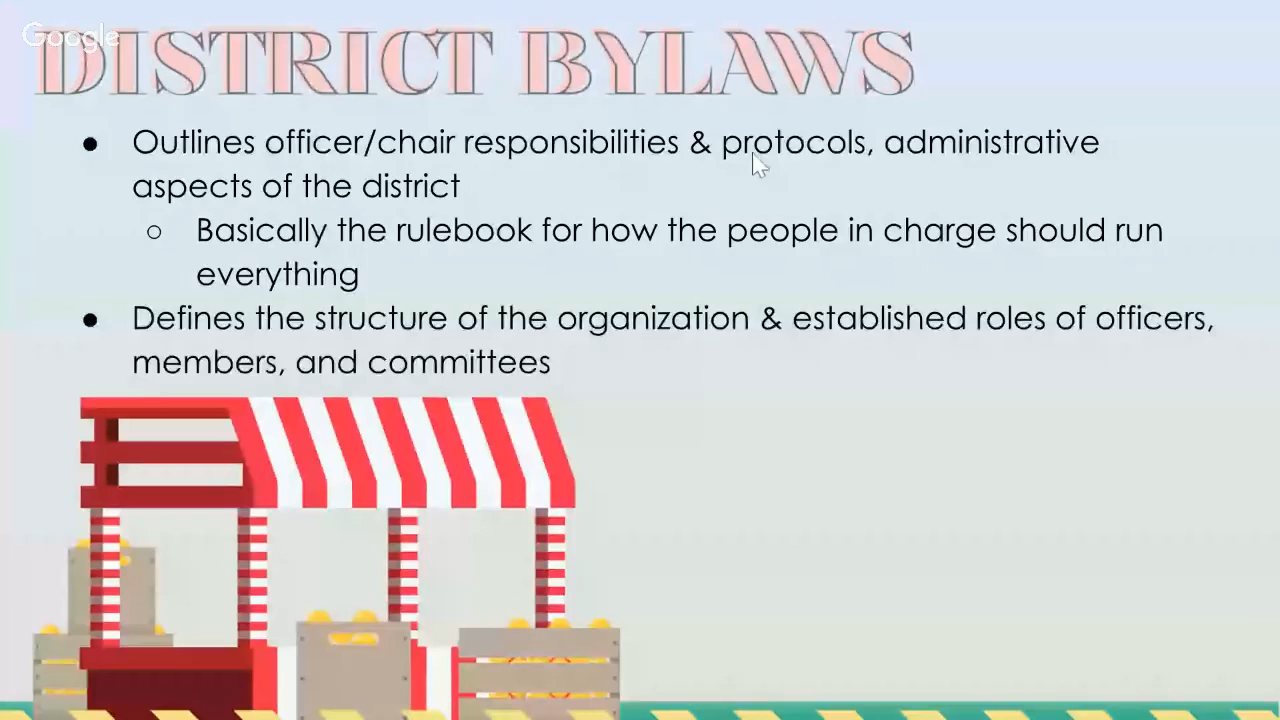 Google
DISTRICT BYLAWS
● Outlines officer/chair responsibilities & protocols, administrative
aspects of the district
○ Basically the rulebook for how the people in charge should run
everything
● Defines the structure of the organization & established roles of officers,
members, and committees